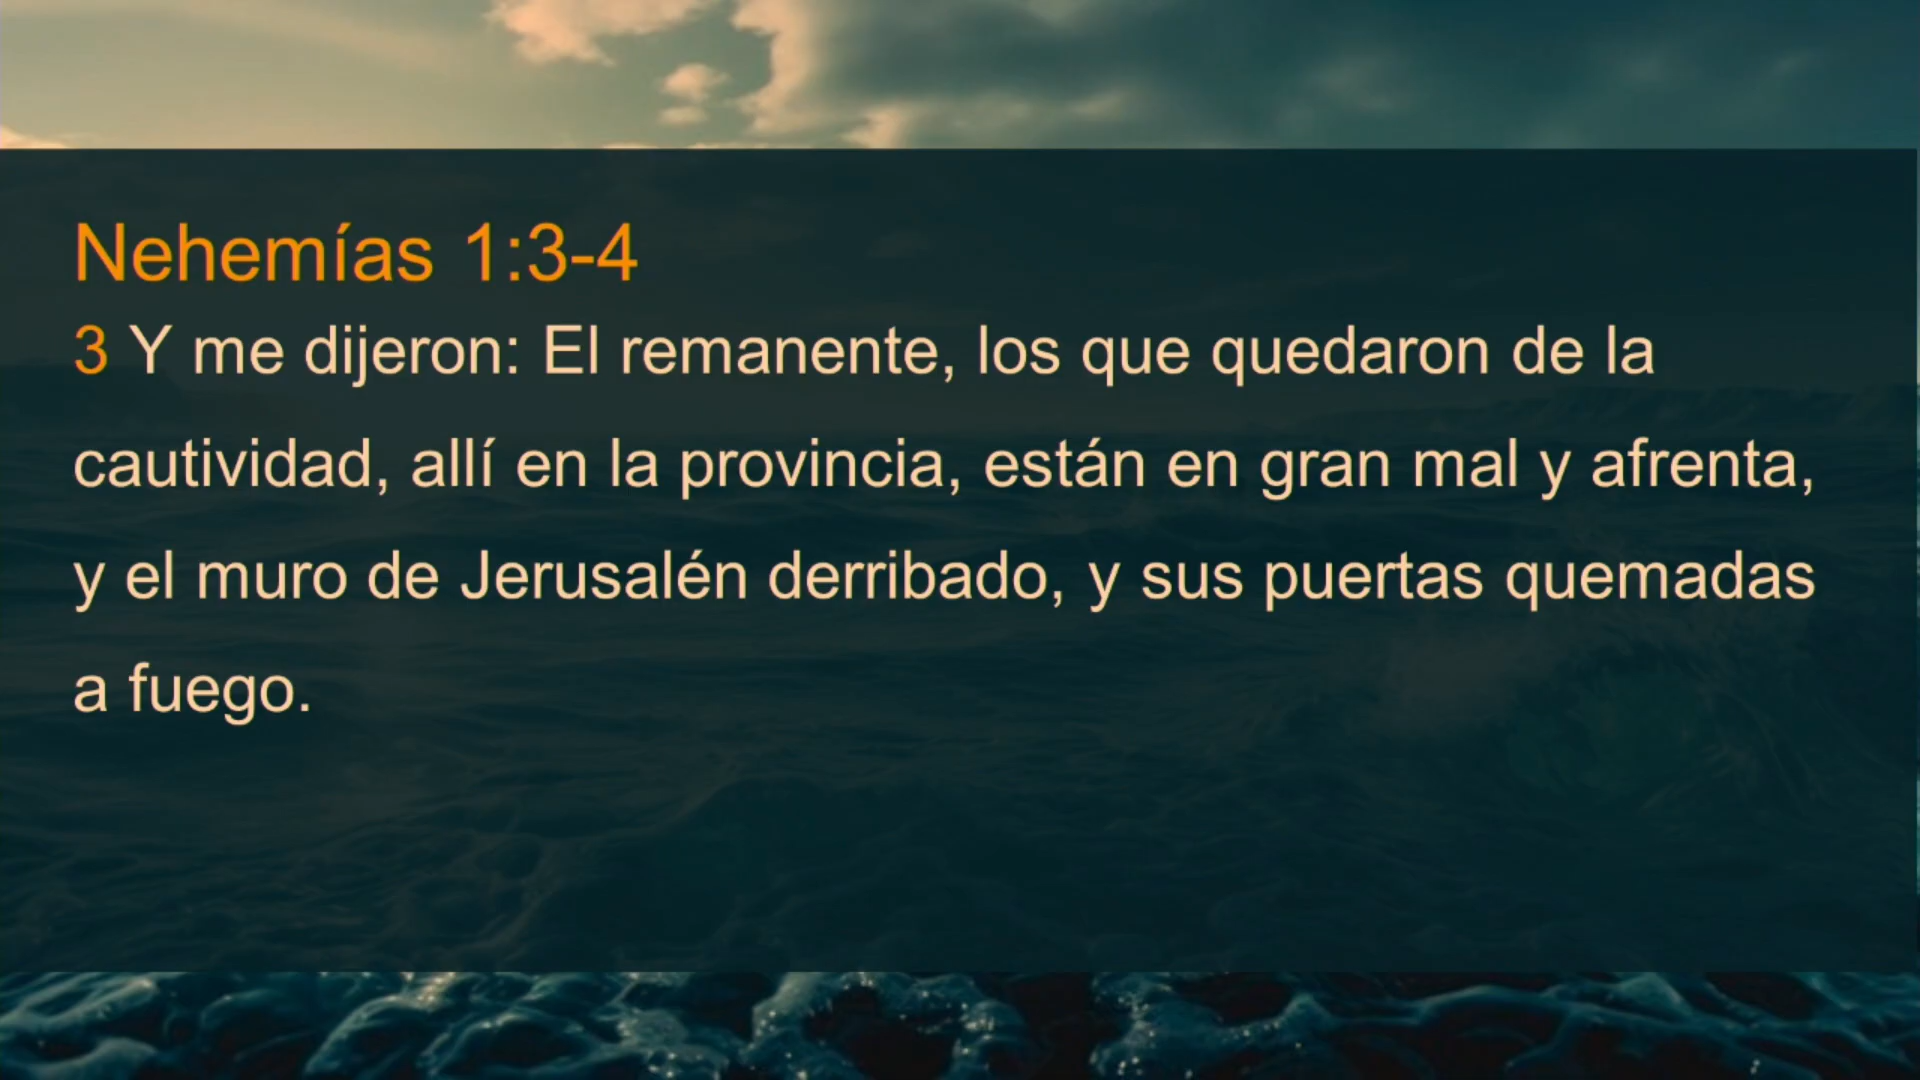 Nehemías 1:3-4
3 Y me dijeron: El remanente, los que quedaron de la
cautividad, allí en la provincia, están en gran mal y afrenta,
y el muro de Jerusalén derribado, y sus puertas quemadas
a fuego.